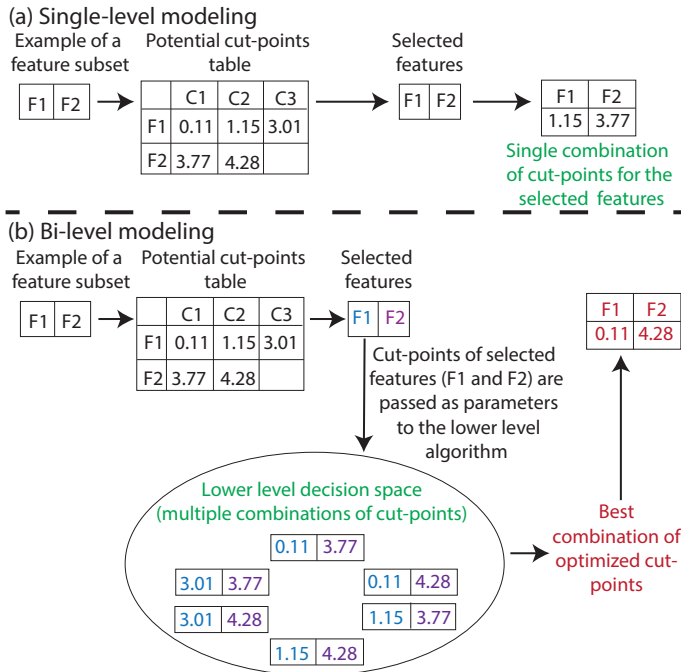 (a) Single-level modeling
Example of a
feature subset
Potential cut-points
table
Selected
features
F1 F2
C1 C2 C3
F1 0.11 1.15 3.01
F2 3.77 4.28
F1 F2
F1 F2
1.15 3.77
Single combination
of cut-points for the
selected features
(b) Bi-level modeling
Example of a
feature subset
Potential cut-points
table
Selected
features
F1 F2
C1 C2 C3
F1 0.11 1.15 3.01
F2 3.77 4.28
F1 F2
F1 F2
0.11 4.28
Cut-points of selected
features (F1 and F2) are
passed as parameters
to the lower level
algorithm
Lower level decision space
(multiple combinations of cut-points)
0.11 3.77
3.01 3.77
0.11 4.28
3.01 4.28
1.15 3.77
1.15 4.28
Best
combination of
optimized cut-
points